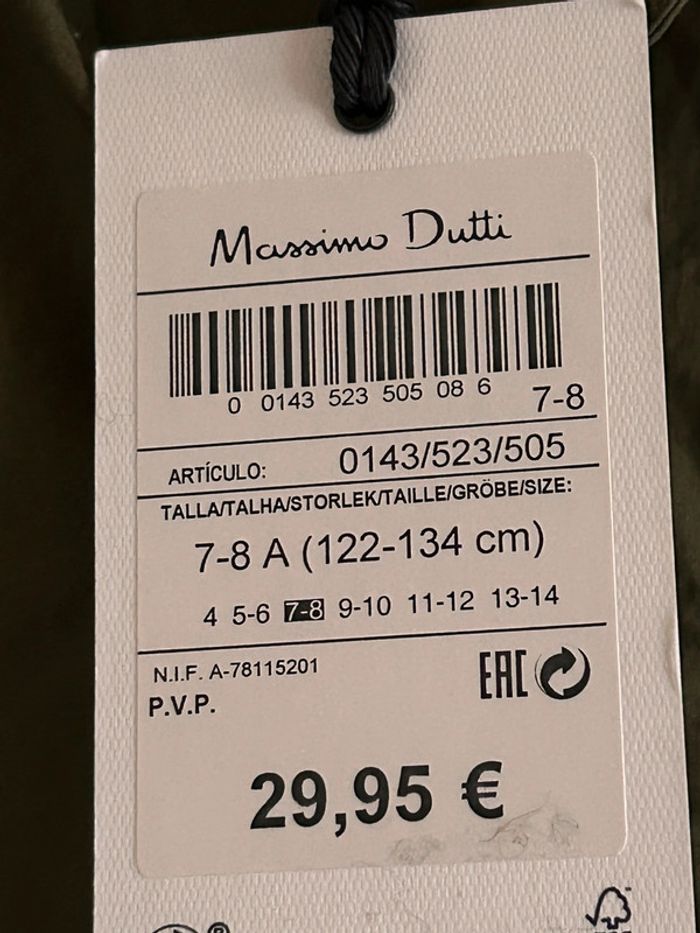 Massimo Dutti
0 0143 523 505 08 6 7-8
ARTÍCULO: 0143/523/505
TALLA/TALHA/STORLEK/TAILLE/GRÖBE/SIZE:
7-8 A (122-134 cm)
4 5-6 7-8 9-10 11-12 13-14
N.I.F. A-78115201
EAC
P.V.P.
29,95 €